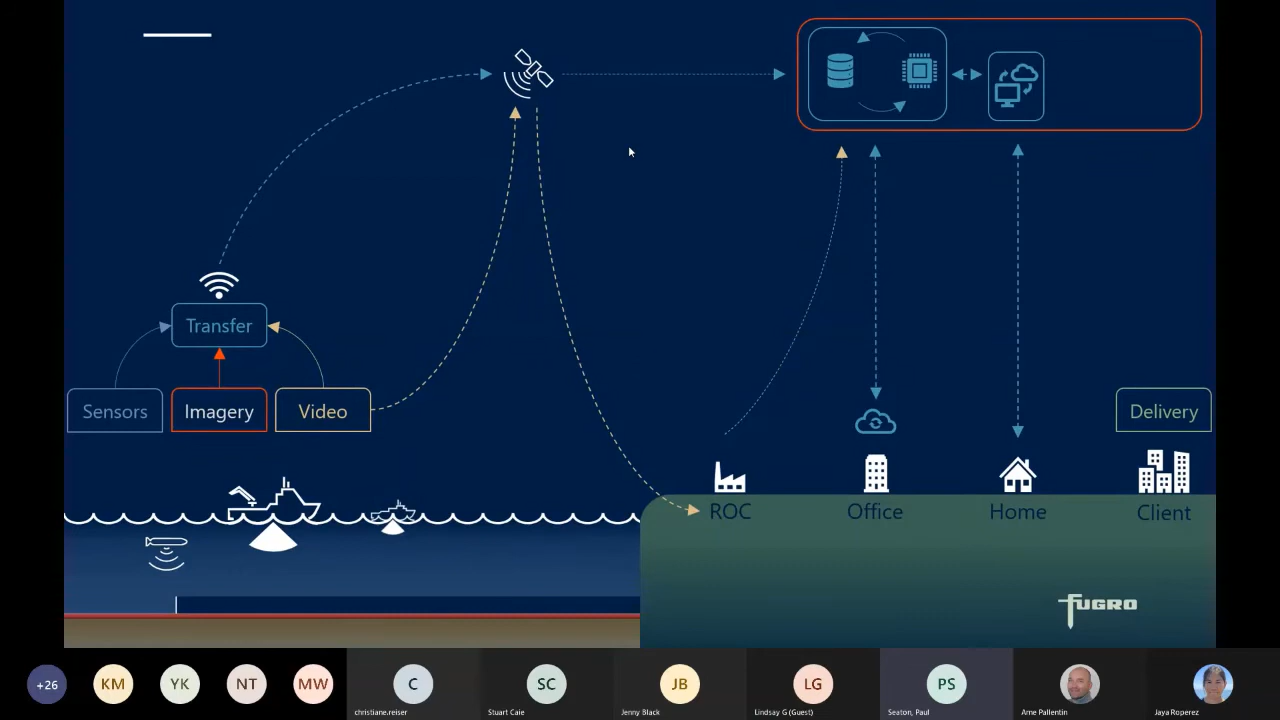 Transfer
Sensors
Imagery
Video
Delivery
ROC
Office
Home
Client
FUGRO
+26
KM
YK
NT
MW
C
SC
JB
LG
PS
christiane.reiser
Stuart Caie
Jenny Black
Lindsay G (Guest)
Seaton, Paul
Arne Pallentin
Jaya Roperez